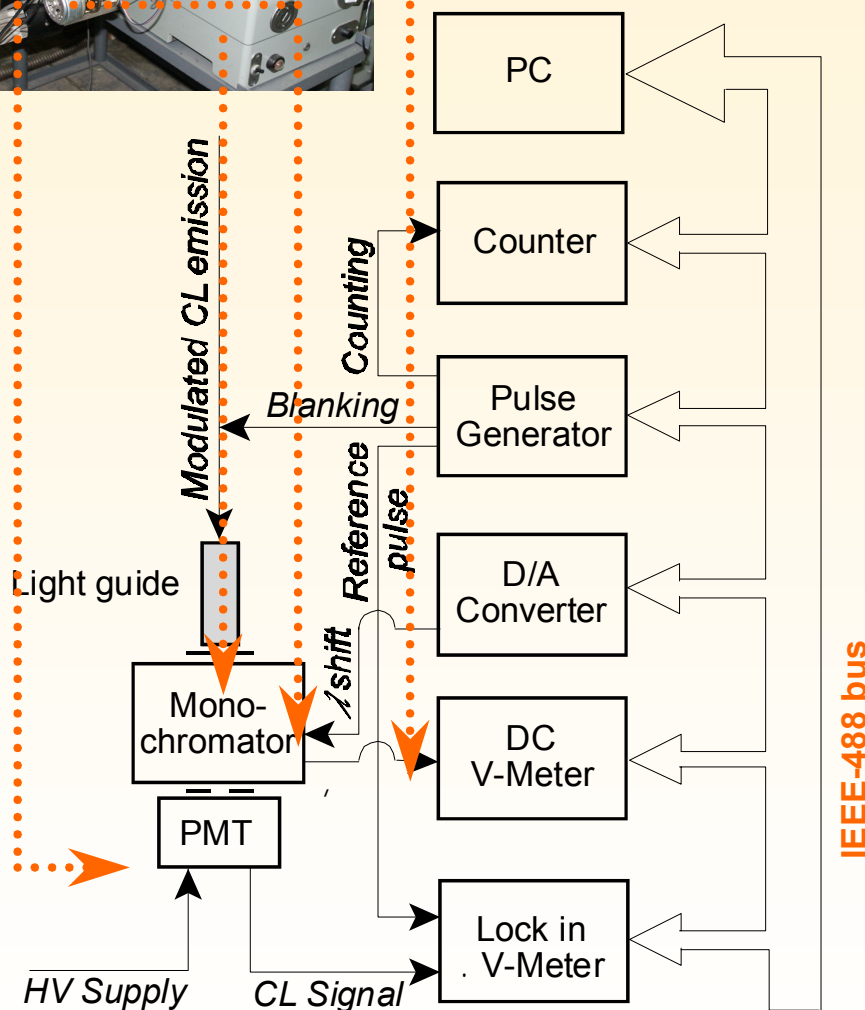 PC
Modulated CL emission
Counter
Counting
Blanking
Pulse
Generator
Reference
pulse
Light guide
D/A
Converter
λ shift
Mono-
chromator
DC
V-Meter
IEEE-488 bus
PMT
Lock in
. V-Meter
HV Supply
CL Signal